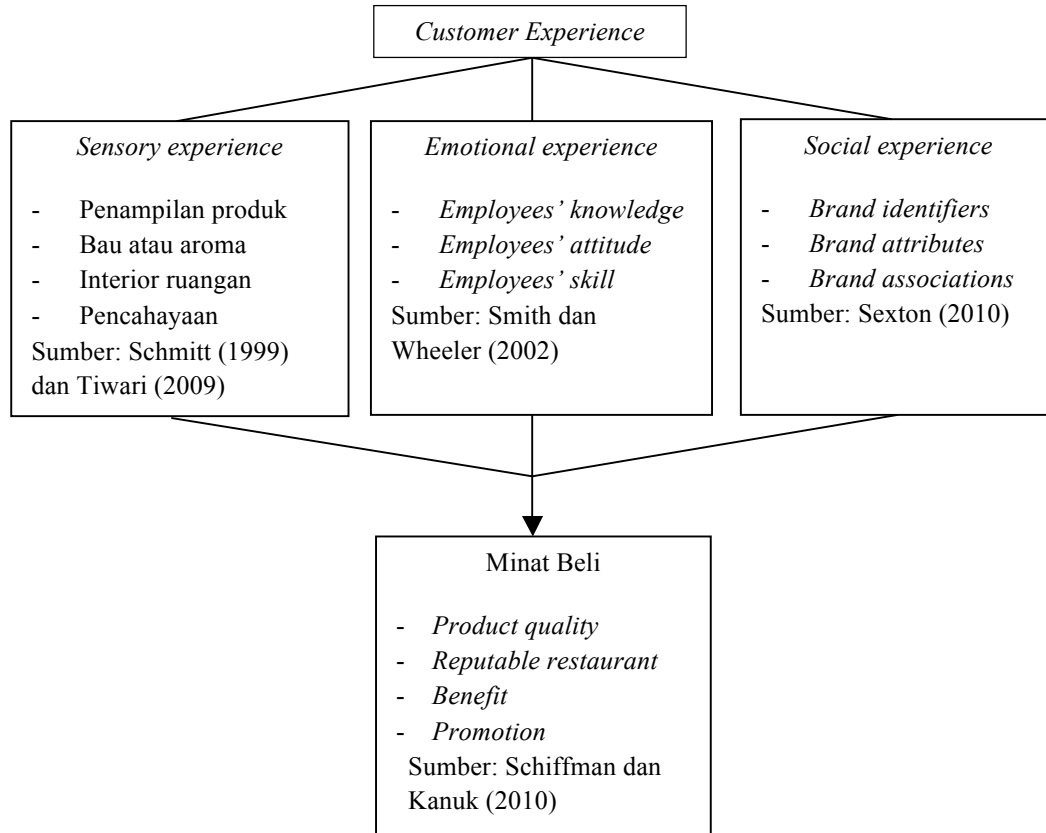 Customer Experience
Sensory experience
- Penampilan produk
- Bau atau aroma
- Interior ruangan
- Pencahayaan
Sumber: Schmitt (1999)
dan Tiwari (2009)
Emotional experience
- Employees’ knowledge
- Employees’ attitude
- Employees’ skill
Sumber: Smith dan
Wheeler (2002)
Social experience
- Brand identifiers
- Brand attributes
- Brand associations
Sumber: Sexton (2010)
Minat Beli
- Product quality
- Reputable restaurant
- Benefit
- Promotion
Sumber: Schiffman dan
Kanuk (2010)